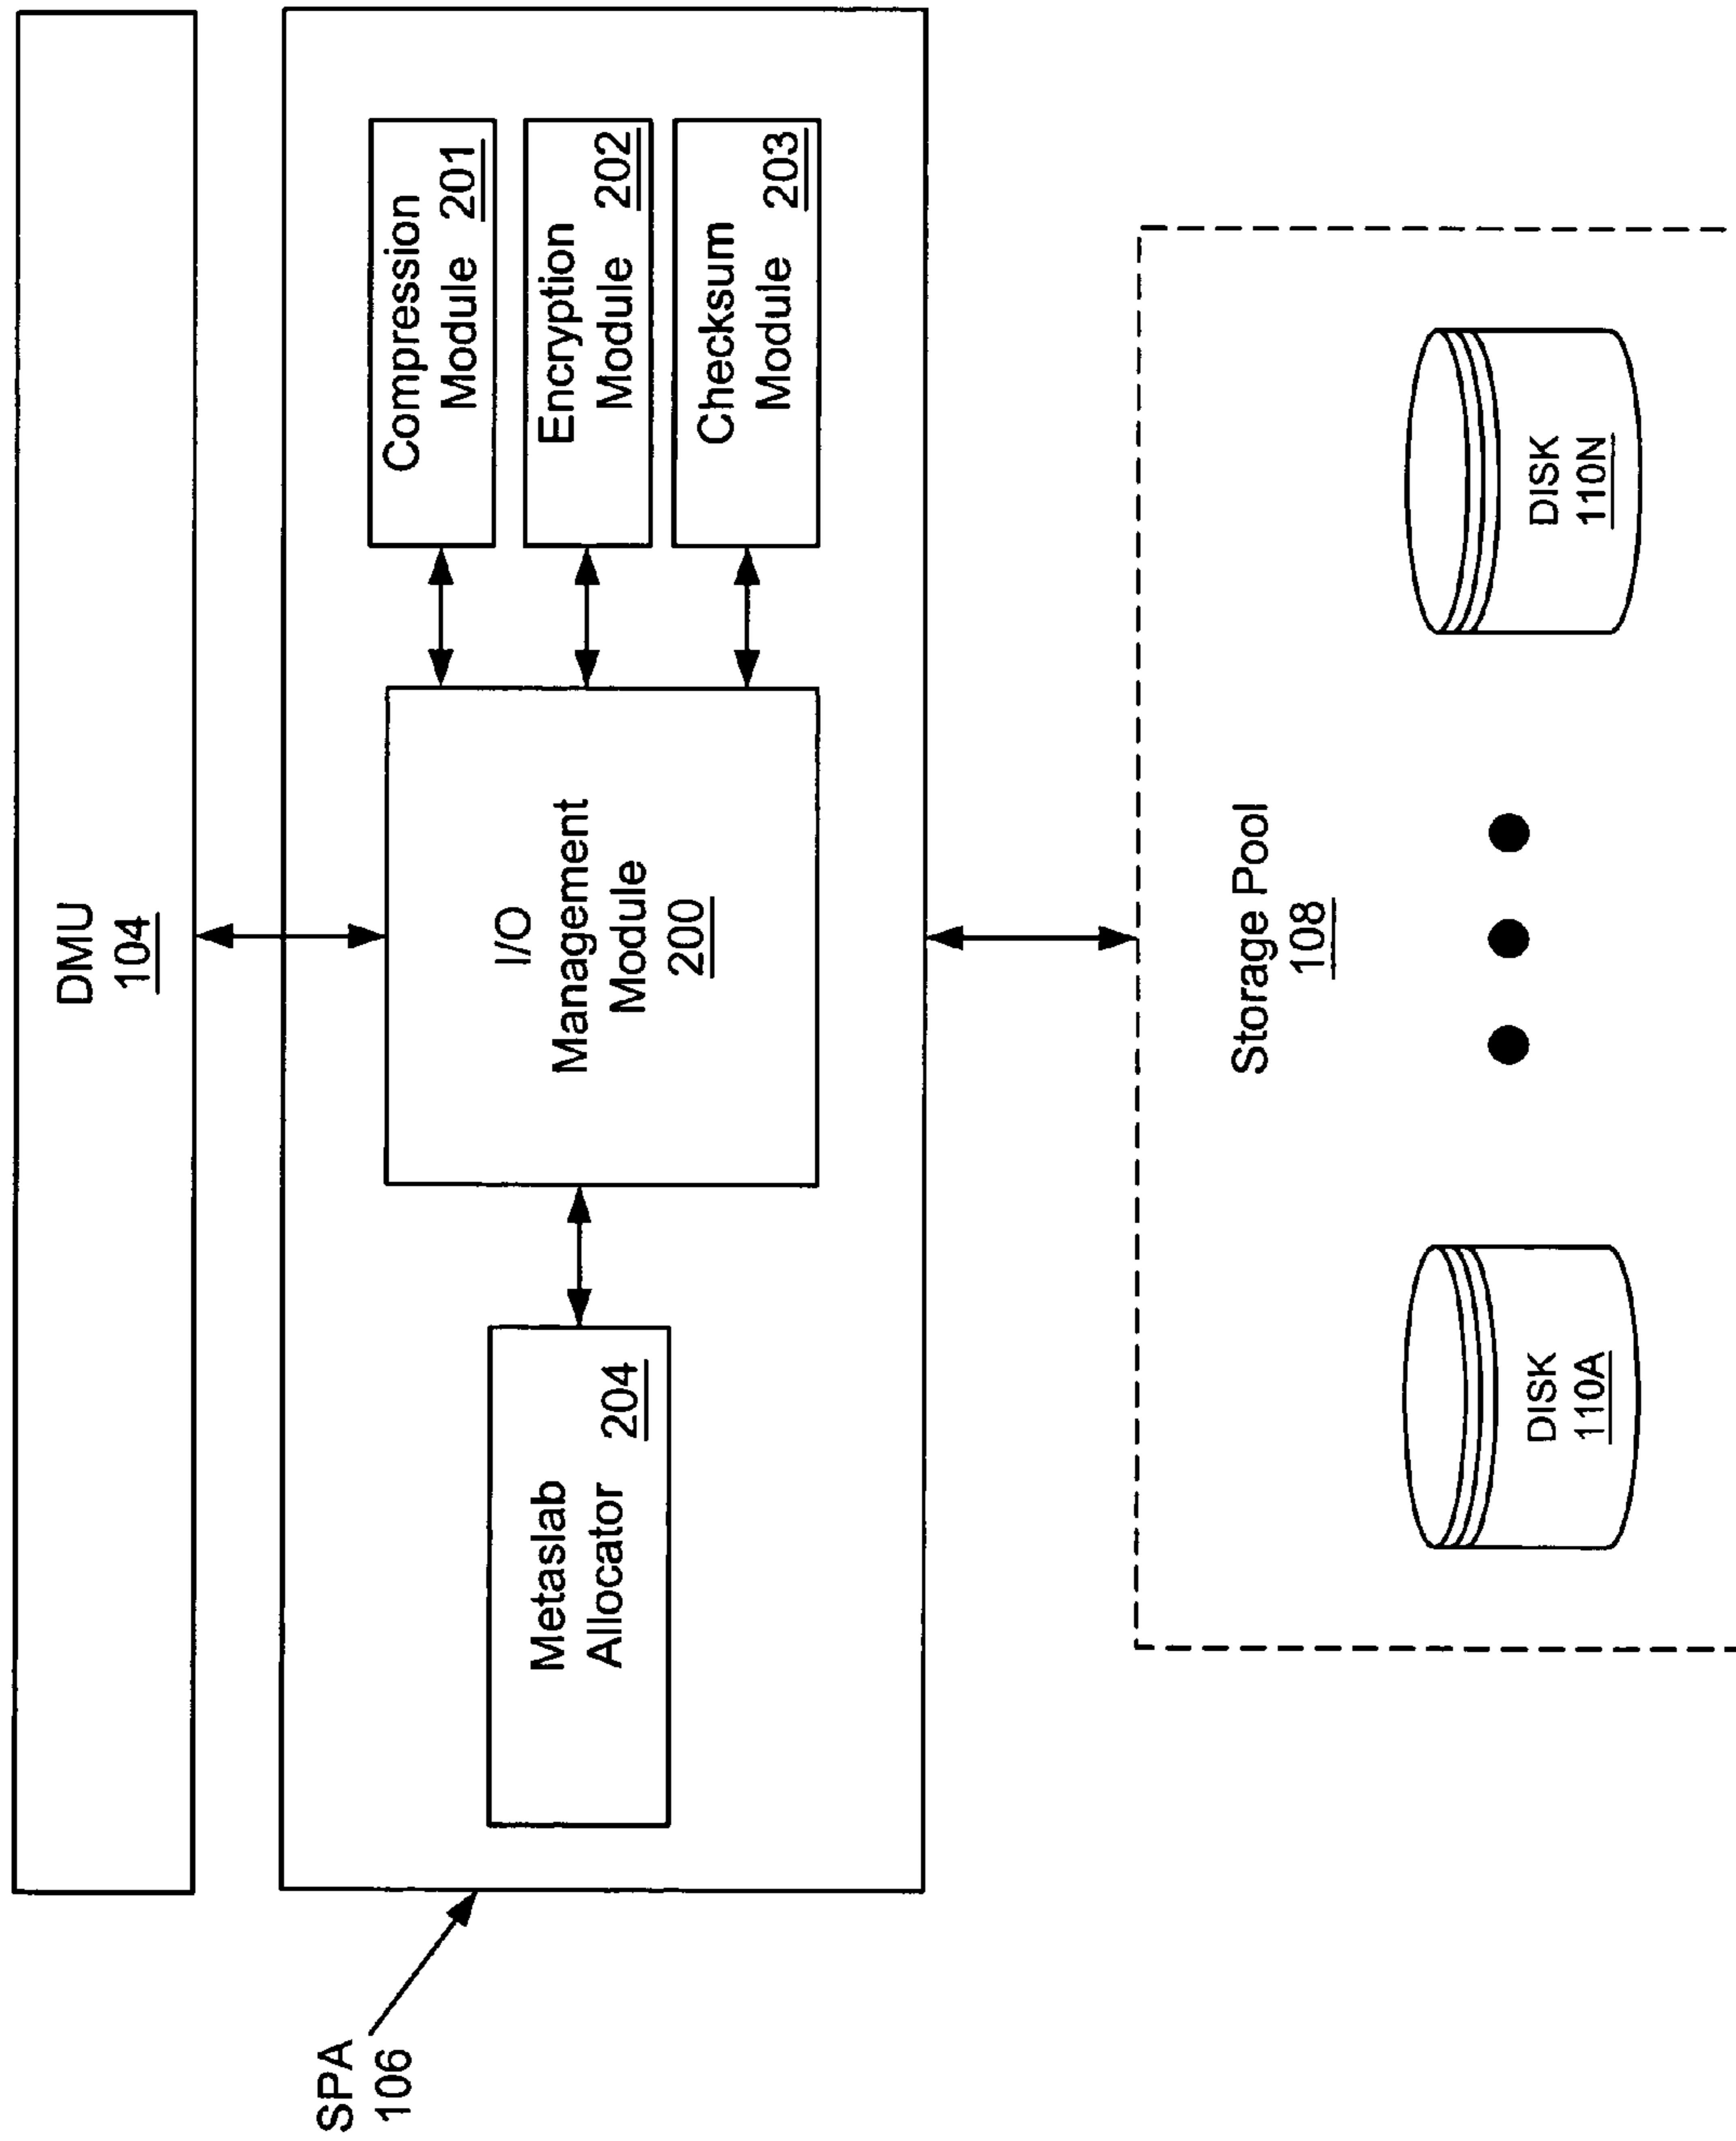 DMU
104
SPA
106
Metaslab
Allocator 204
I/O
Management
Module
200
Compression
Module 201
Encryption
Module 202
Checksum
Module 203
Storage Pool
108
DISK
110A
DISK
110N